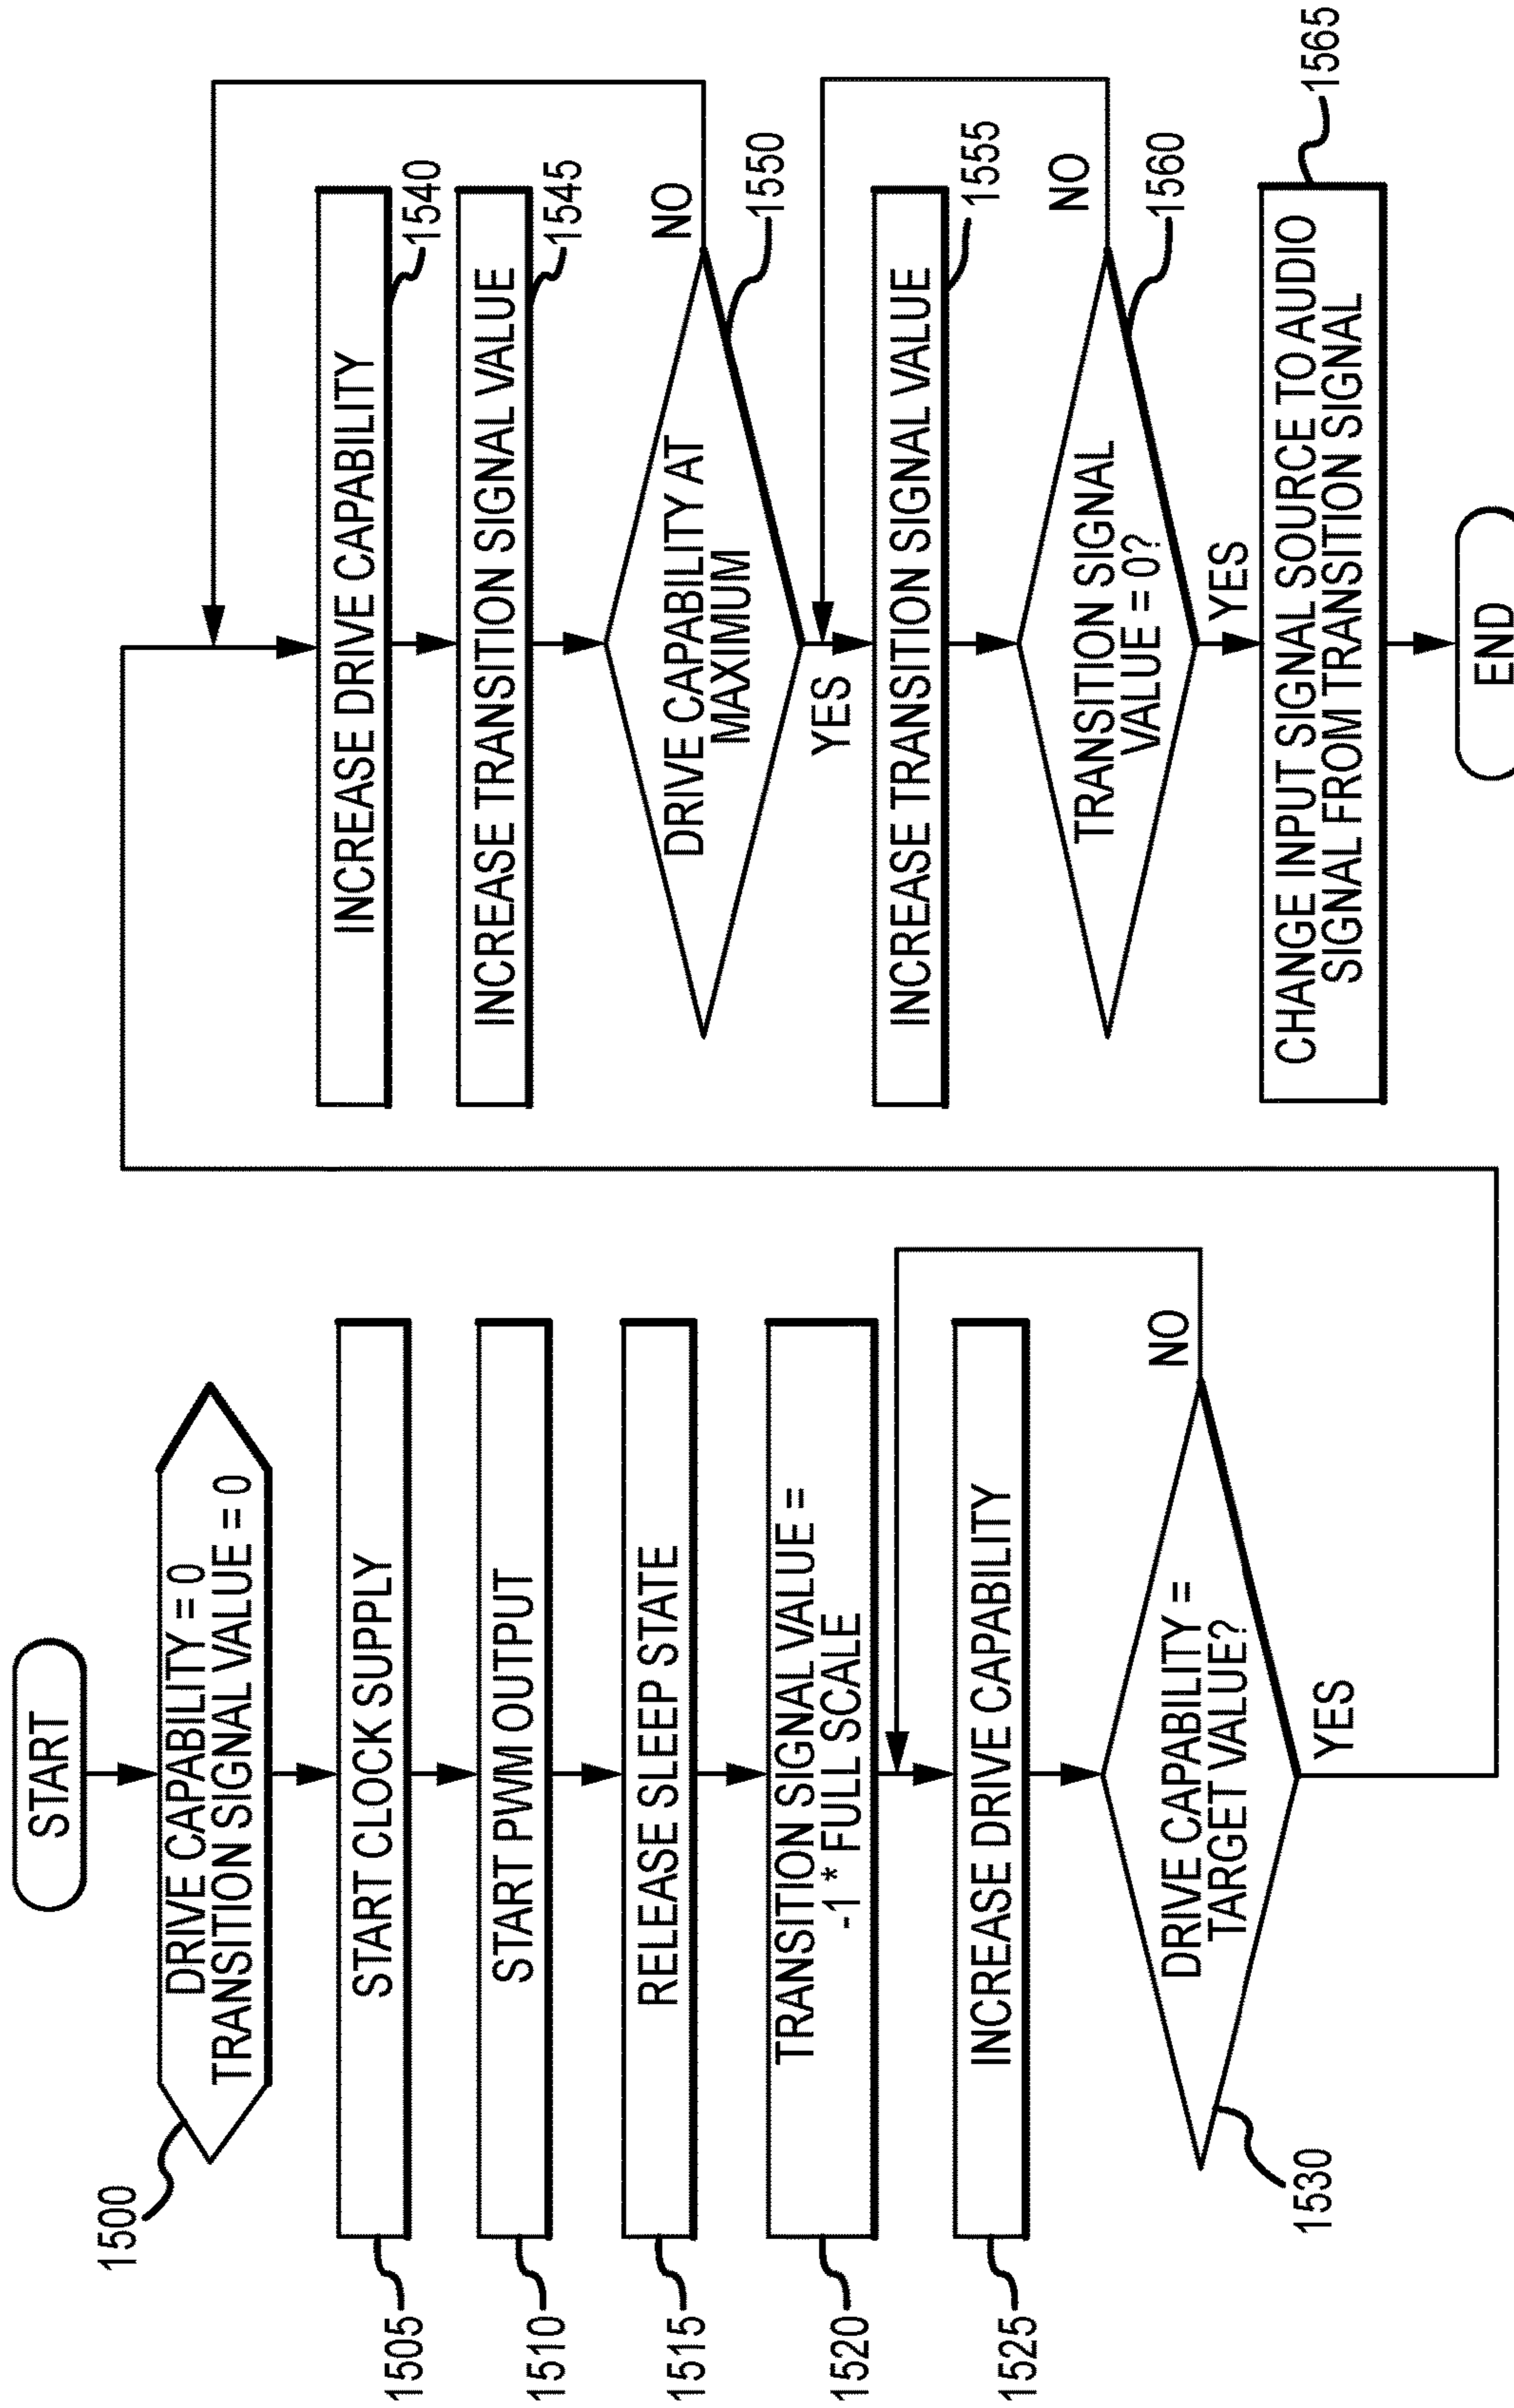 START
1500
DRIVE CAPABILITY = 0
TRANSITION SIGNAL VALUE = 0
1505
START CLOCK SUPPLY
1510
START PWM OUTPUT
1515
RELEASE SLEEP STATE
1520
TRANSITION SIGNAL VALUE =
-1 * FULL SCALE
1525
INCREASE DRIVE CAPABILITY
1530
DRIVE CAPABILITY =
TARGET VALUE?
NO
YES
INCREASE DRIVE CAPABILITY
1540
INCREASE TRANSITION SIGNAL VALUE
1545
DRIVE CAPABILITY AT
MAXIMUM
NO
1550
YES
INCREASE TRANSITION SIGNAL VALUE
1555
TRANSITION SIGNAL
VALUE = 0?
NO
1560
YES
CHANGE INPUT SIGNAL SOURCE TO AUDIO
SIGNAL FROM TRANSITION SIGNAL
1565
END